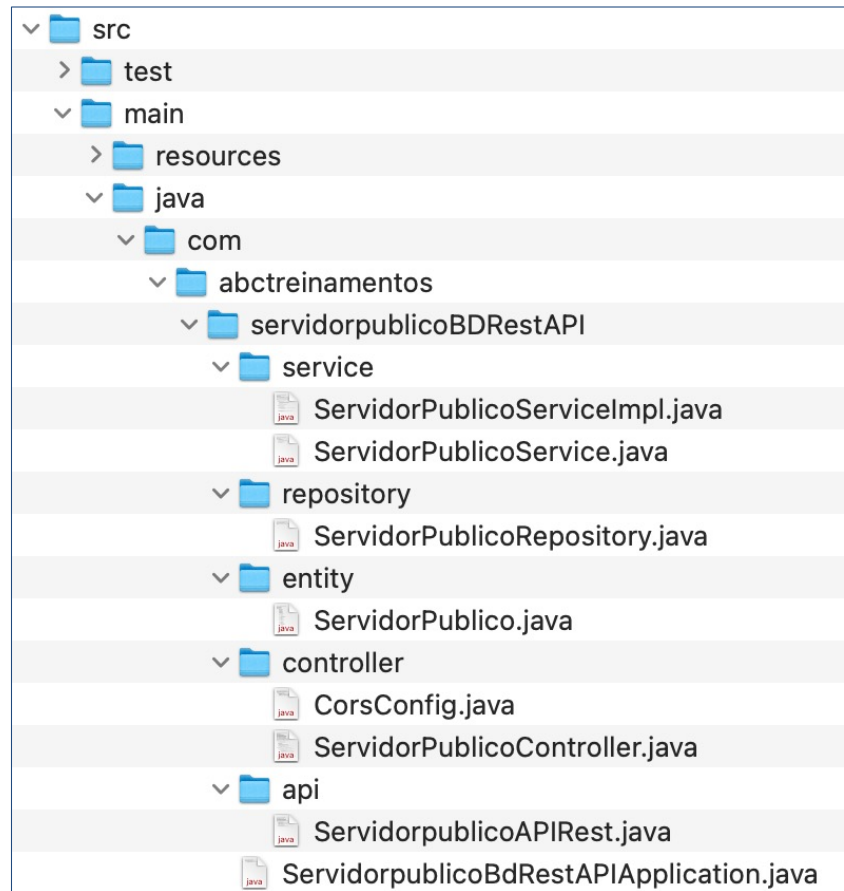 src
test
main
resources
java
com
abctreinamentos
servidorpublicoBDRestAPI
service
ServidorPublicoServiceImpl.java
ServidorPublicoService.java
repository
ServidorPublicoRepository.java
entity
ServidorPublico.java
controller
CorsConfig.java
ServidorPublicoController.java
api
ServidorpublicoAPIRest.java
ServidorpublicoBdRestAPIApplication.java